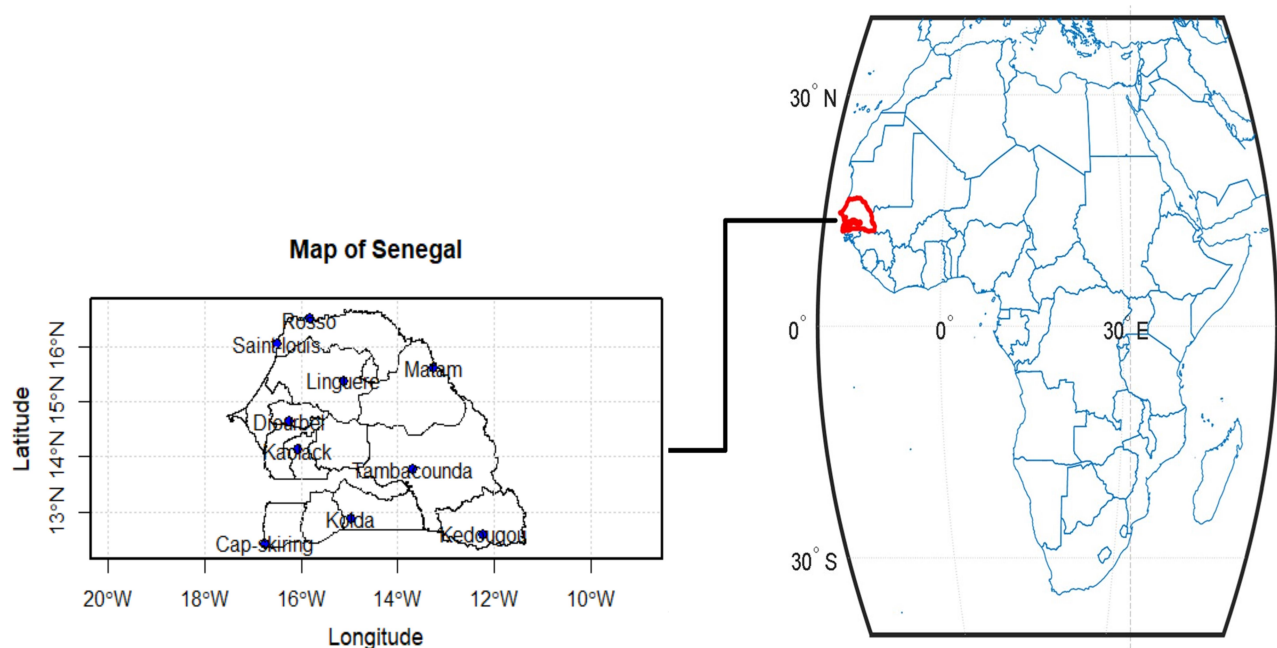 Map of Senegal
Rosso
Saint-louis
Matam
Linguere
Diourbel
Kaolack
Tambacounda
Kolda
Kedougou
Cap-skiring
Latitude
16°N
15°N
14°N
13°N
20°W 18°W 16°W 14°W 12°W 10°W
Longitude
30° N
0° 0° 30° E
30° S